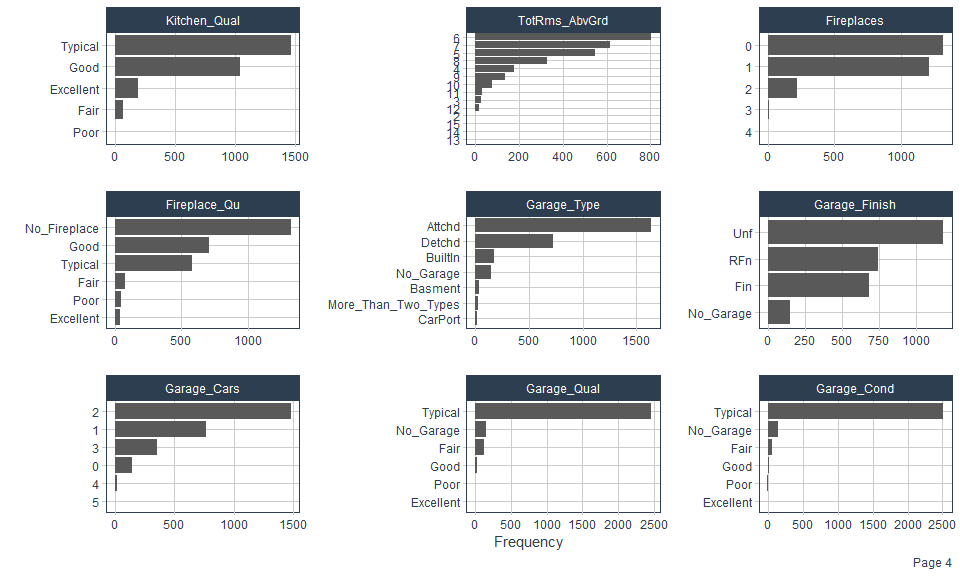 Kitchen_Qual
Typical
Good
Excellent
Fair
Poor
0 500 1000 1500
TotRms_AbvGrd
6
7
5
8
4
9
10
11
3
12
2
15
14
13
0 200 400 600 800
Fireplaces
0
1
2
3
4
0 500 1000
Fireplace_Qu
No_Fireplace
Good
Typical
Fair
Poor
Excellent
0 500 1000
Garage_Type
Attchd
Detchd
BuiltIn
No_Garage
Basment
More_Than_Two_Types
CarPort
0 500 1000 1500
Garage_Finish
Unf
RFn
Fin
No_Garage
0 250 500 750 1000
Garage_Cars
2
1
3
0
4
5
0 500 1000 1500
Garage_Qual
Typical
No_Garage
Fair
Good
Poor
Excellent
0 500 1000 1500 2000 2500
Garage_Cond
Typical
No_Garage
Fair
Good
Poor
Excellent
0 500 1000 1500 2000 2500
Frequency
Page 4